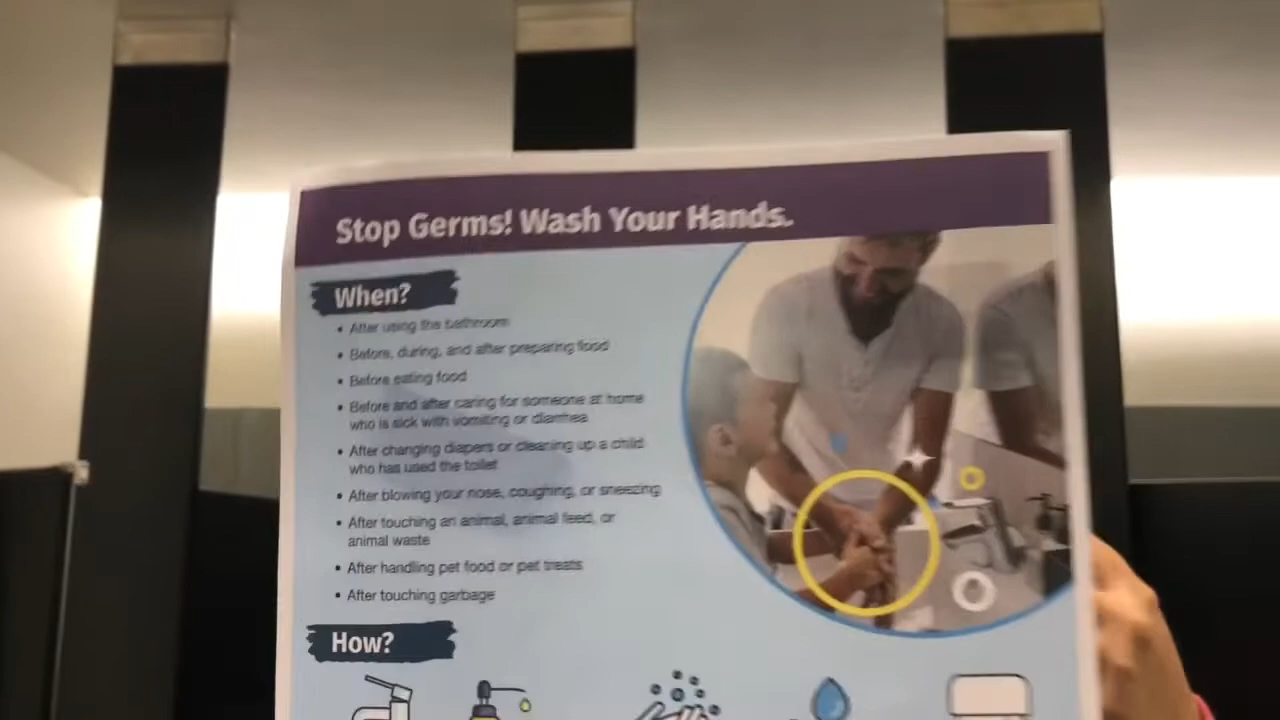 Stop Germs! Wash Your Hands.
When?
• After using the bathroom
• Before, during, and after preparing food
• Before eating food
• Before and after caring for someone at home
who is sick with vomiting or diarrhea
• After changing diapers or cleaning up a child
who has used the toilet
• After blowing your nose, coughing, or sneezing
• After touching an animal, animal feed, or
animal waste
• After handling pet food or pet treats
• After touching garbage
How?